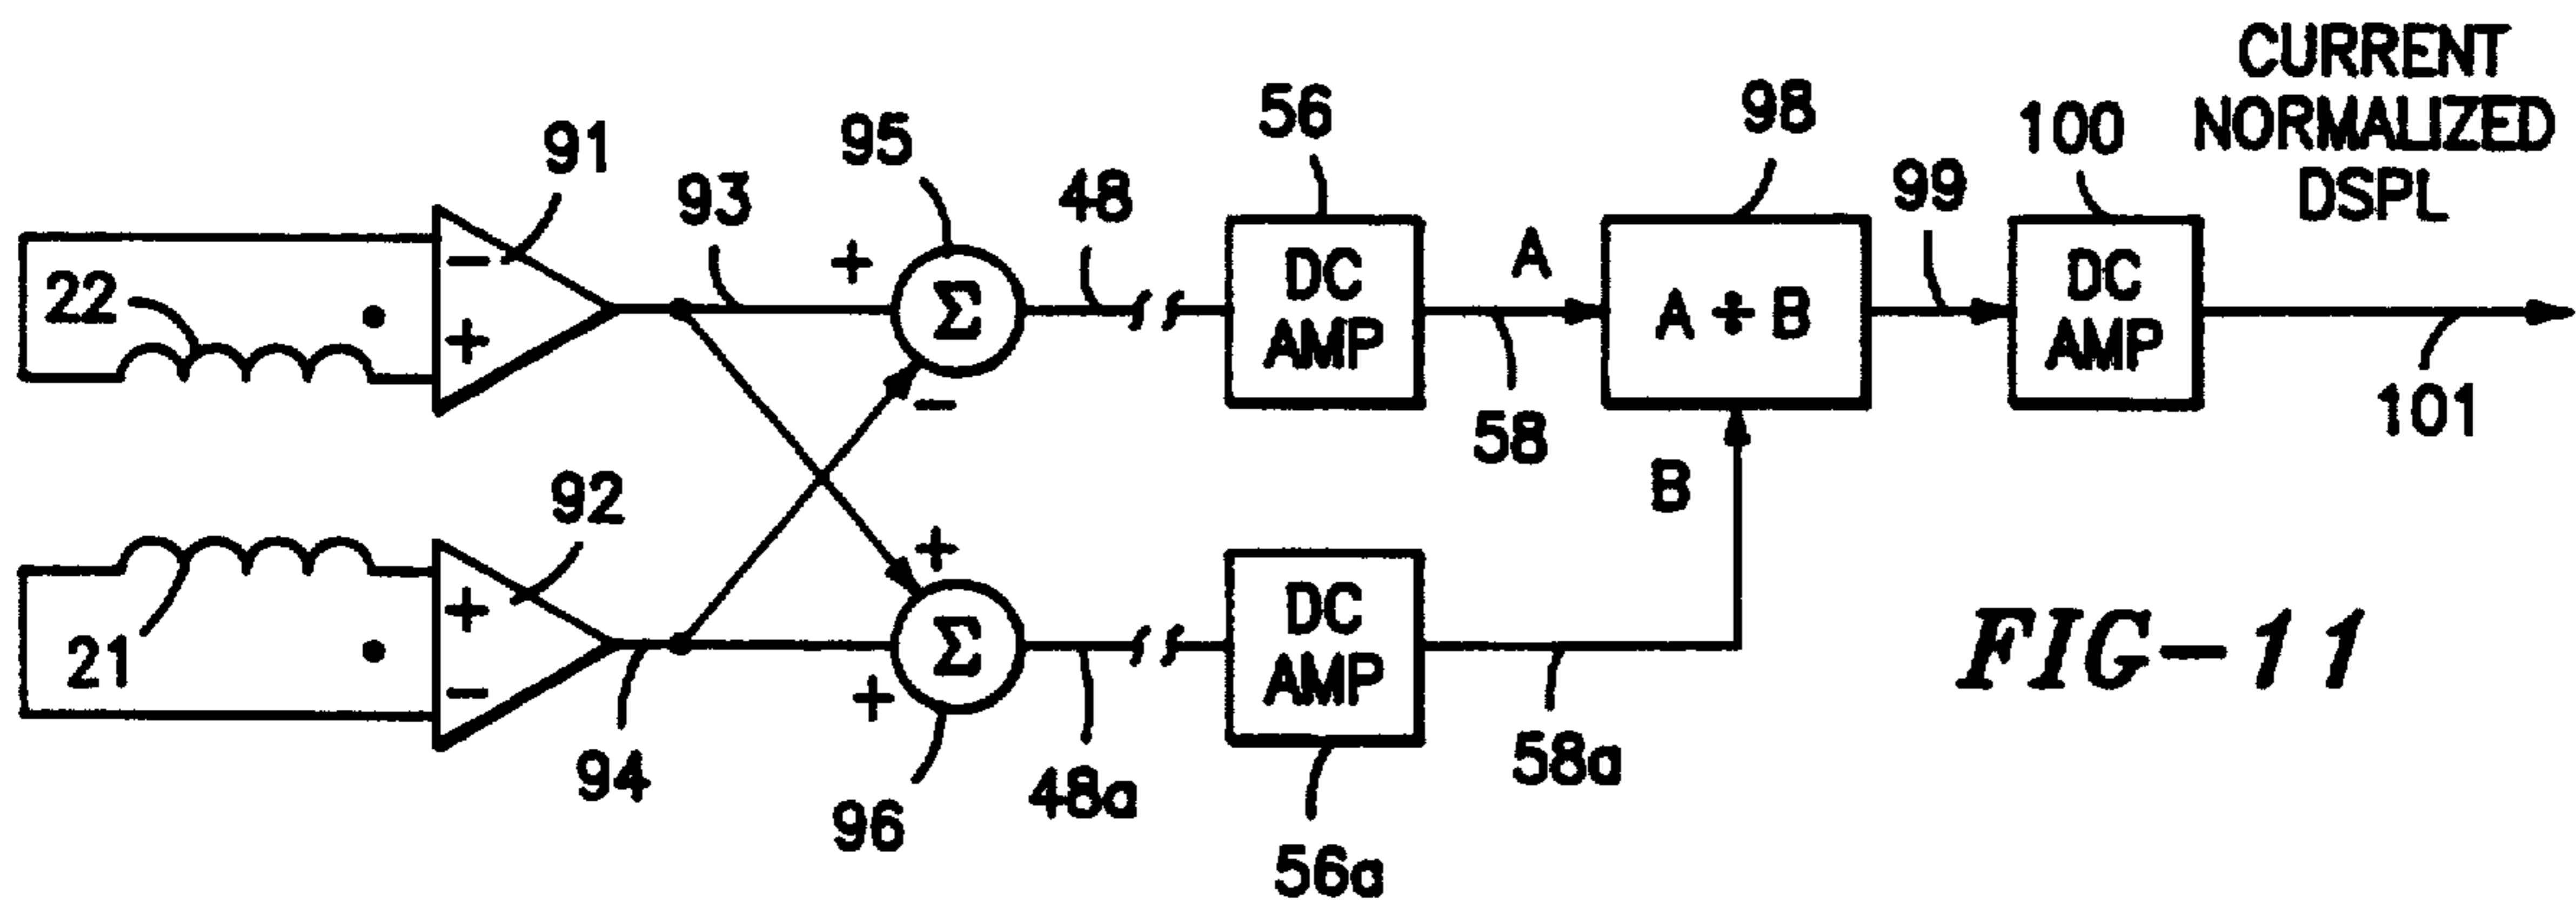 CURRENT
NORMALIZED
DSPL
91
95
56
98
100
93
48
99
22
−
+
+
Σ
−
DC
AMP
A
A ÷ B
DC
AMP
58
101
B
21
92
+
−
+
Σ
+
DC
AMP
94
96
48a
56a
58a
FIG-11